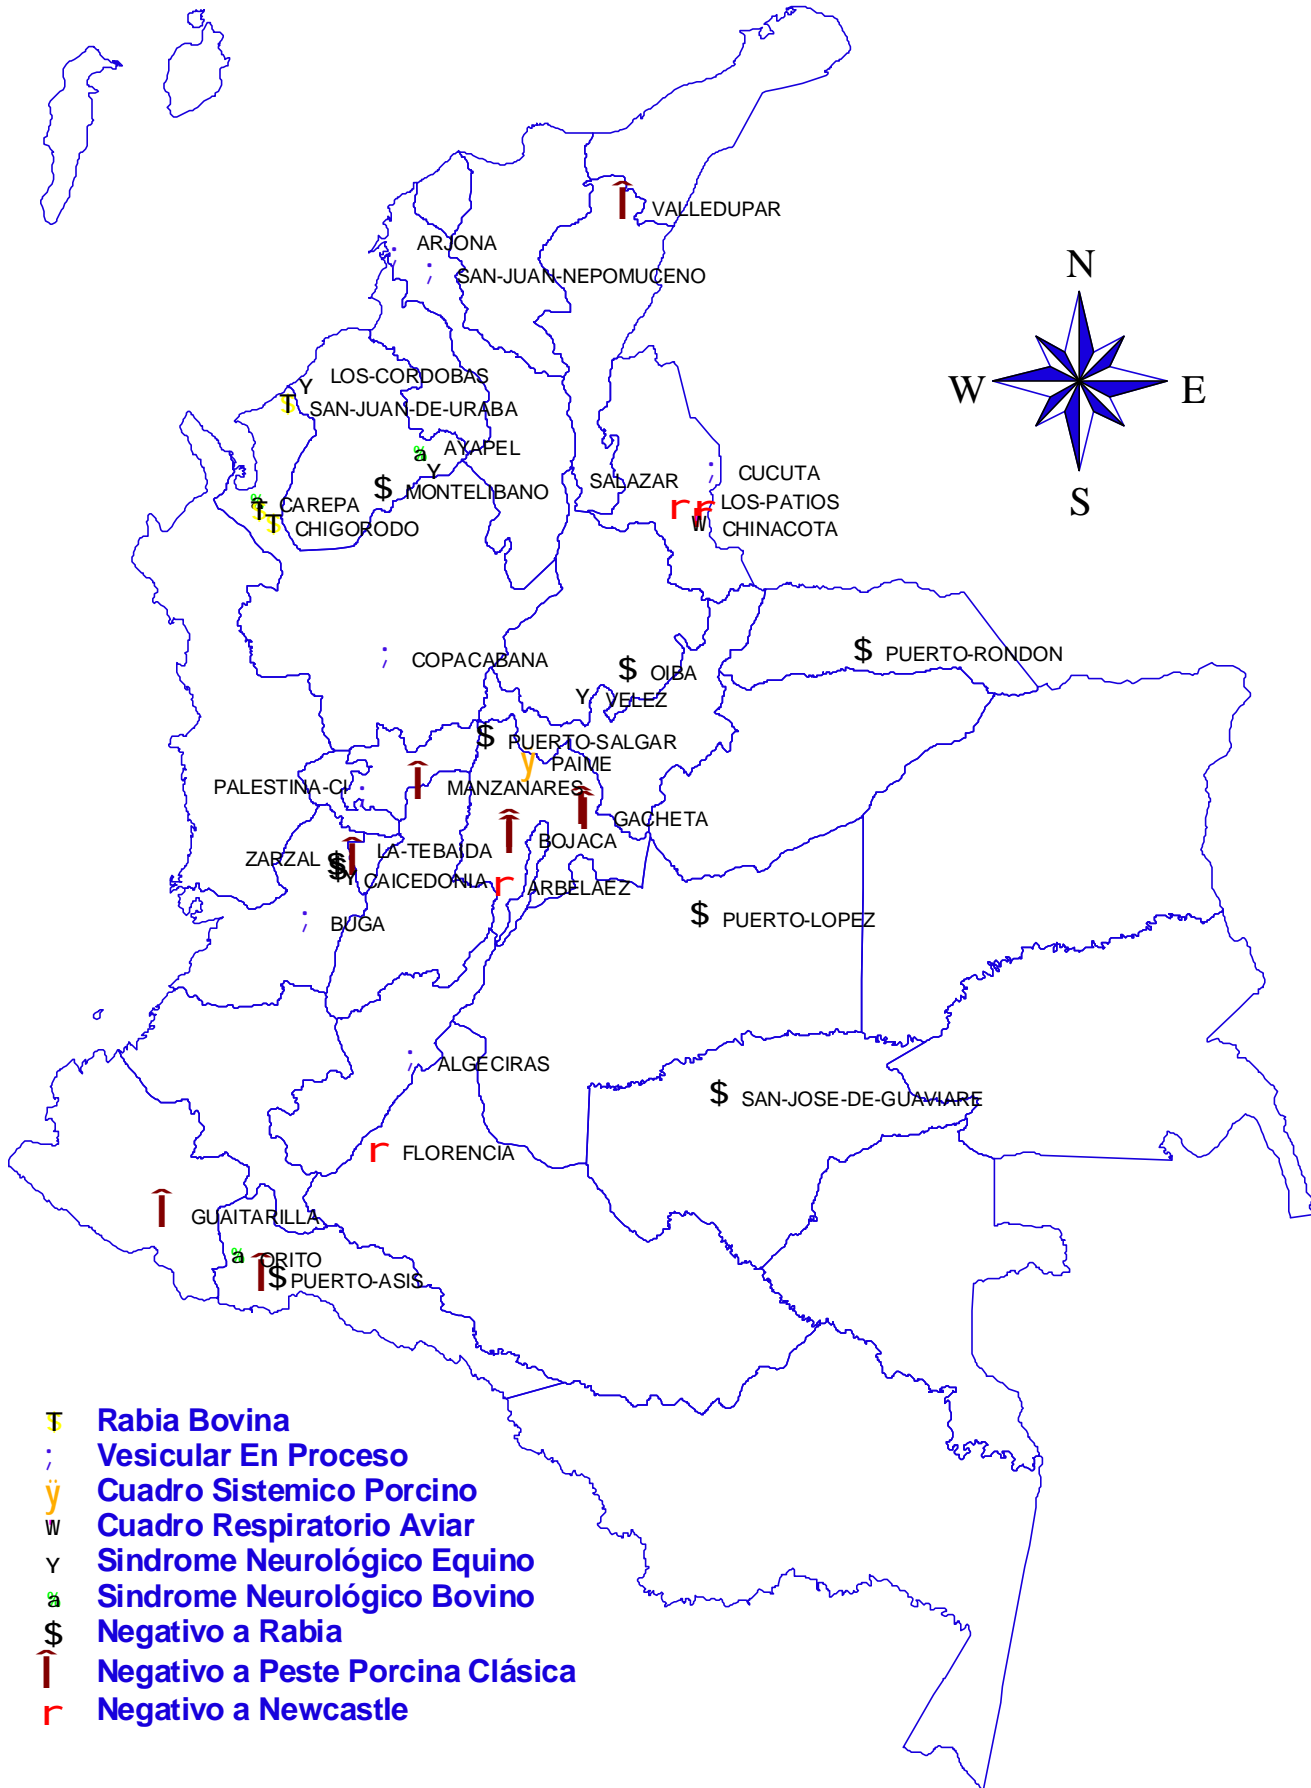 VALLEDUPAR
ARJONA
SAN-JUAN-NEPOMUCENO
N
W
E
S
Y LOS-CORDOBAS
T SAN-JUAN-DE-URABA
a AYAPEL
Y
$ MONTELIBANO
SALAZAR
; CUCUTA
r r LOS-PATIOS
W CHINACOTA
T CAREPA
T CHIGORODO
; COPACABANA
$ OIBA
$ PUERTO-RONDON
Y VELEZ
$ PUERTO-SALGAR
ÿ PAIME
PALESTINA-CI
Î MANZANARES
Î GACHETA
Î BOJACA
ZARZAL $
Î LA-TEBAIDA
Y CAICEDONIA
r ARBELAEZ
; BUGA
$ PUERTO-LOPEZ
; ALGECIRAS
$ SAN-JOSE-DE-GUAVIARE
r FLORENCIA
Î GUAITARILLA
a ORITO
Î $ PUERTO-ASIS
T Rabia Bovina
; Vesicular En Proceso
ÿ Cuadro Sistemico Porcino
W Cuadro Respiratorio Aviar
Y Sindrome Neurológico Equino
a Sindrome Neurológico Bovino
$ Negativo a Rabia
Î Negativo a Peste Porcina Clásica
r Negativo a Newcastle